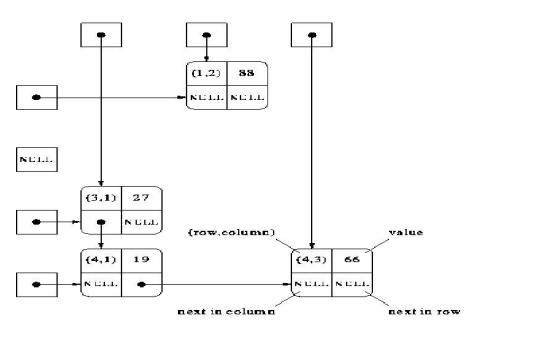 (1,2) 88
NULL NULL
NULL
(3,1) 27
NULL
(row,column) value
(4,1) 19 (4,3) 66
NULL NULL NULL
next in column next in row